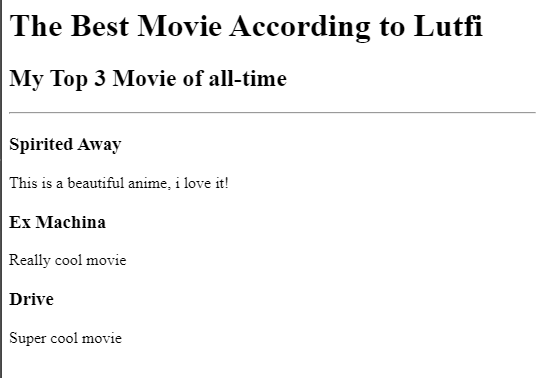 The Best Movie According to Lutfi
My Top 3 Movie of all-time
Spirited Away
This is a beautiful anime, i love it!
Ex Machina
Really cool movie
Drive
Super cool movie